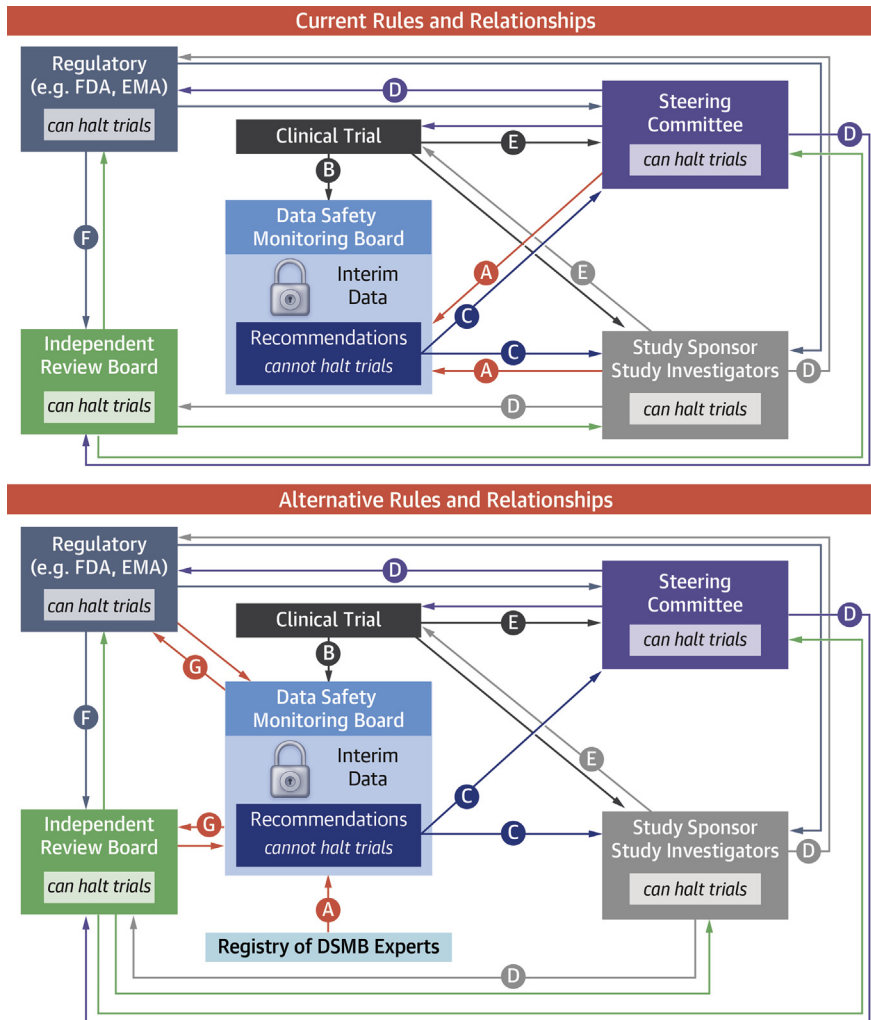 Current Rules and Relationships
Regulatory
(e.g. FDA, EMA)
can halt trials
D
Steering
Committee
can halt trials
D
Clinical Trial
E
B
Data Safety
Monitoring Board
Interim
Data
F
A
E
C
Recommendations
cannot halt trials
C
A
Independent
Review Board
can halt trials
Study Sponsor
Study Investigators
can halt trials
D
D
Alternative Rules and Relationships
Regulatory
(e.g. FDA, EMA)
can halt trials
D
Steering
Committee
can halt trials
D
Clinical Trial
E
B
G
Data Safety
Monitoring Board
Interim
Data
F
E
C
Recommendations
cannot halt trials
C
G
Independent
Review Board
can halt trials
Study Sponsor
Study Investigators
can halt trials
D
A
Registry of DSMB Experts
D